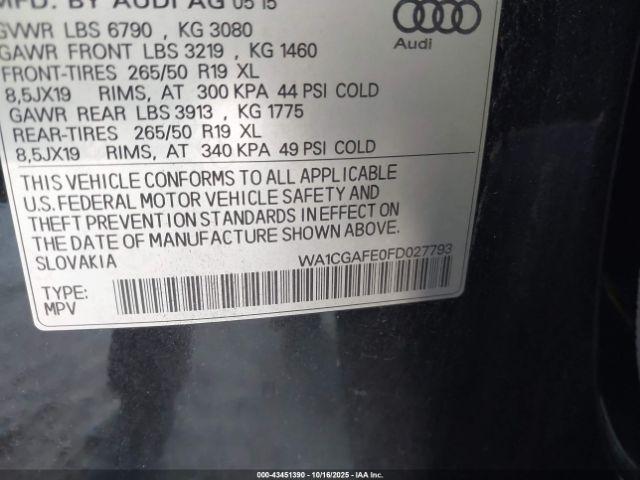 MFD. BY AUDI AG 05 15
GVWR LBS 6790 , KG 3080
GAWR FRONT LBS 3219 , KG 1460
FRONT-TIRES 265/50 R19 XL
8,5JX19 RIMS, AT 300 KPA 44 PSI COLD
GAWR REAR LBS 3913 , KG 1775
REAR-TIRES 265/50 R19 XL
8,5JX19 RIMS, AT 340 KPA 49 PSI COLD
Audi
THIS VEHICLE CONFORMS TO ALL APPLICABLE
U.S. FEDERAL MOTOR VEHICLE SAFETY AND
THEFT PREVENTION STANDARDS IN EFFECT ON
THE DATE OF MANUFACTURE SHOWN ABOVE.
SLOVAKIA WA1CGAFE0FD027793
TYPE:
MPV
000-43451390 - 10/16/2025 - IAA Inc.